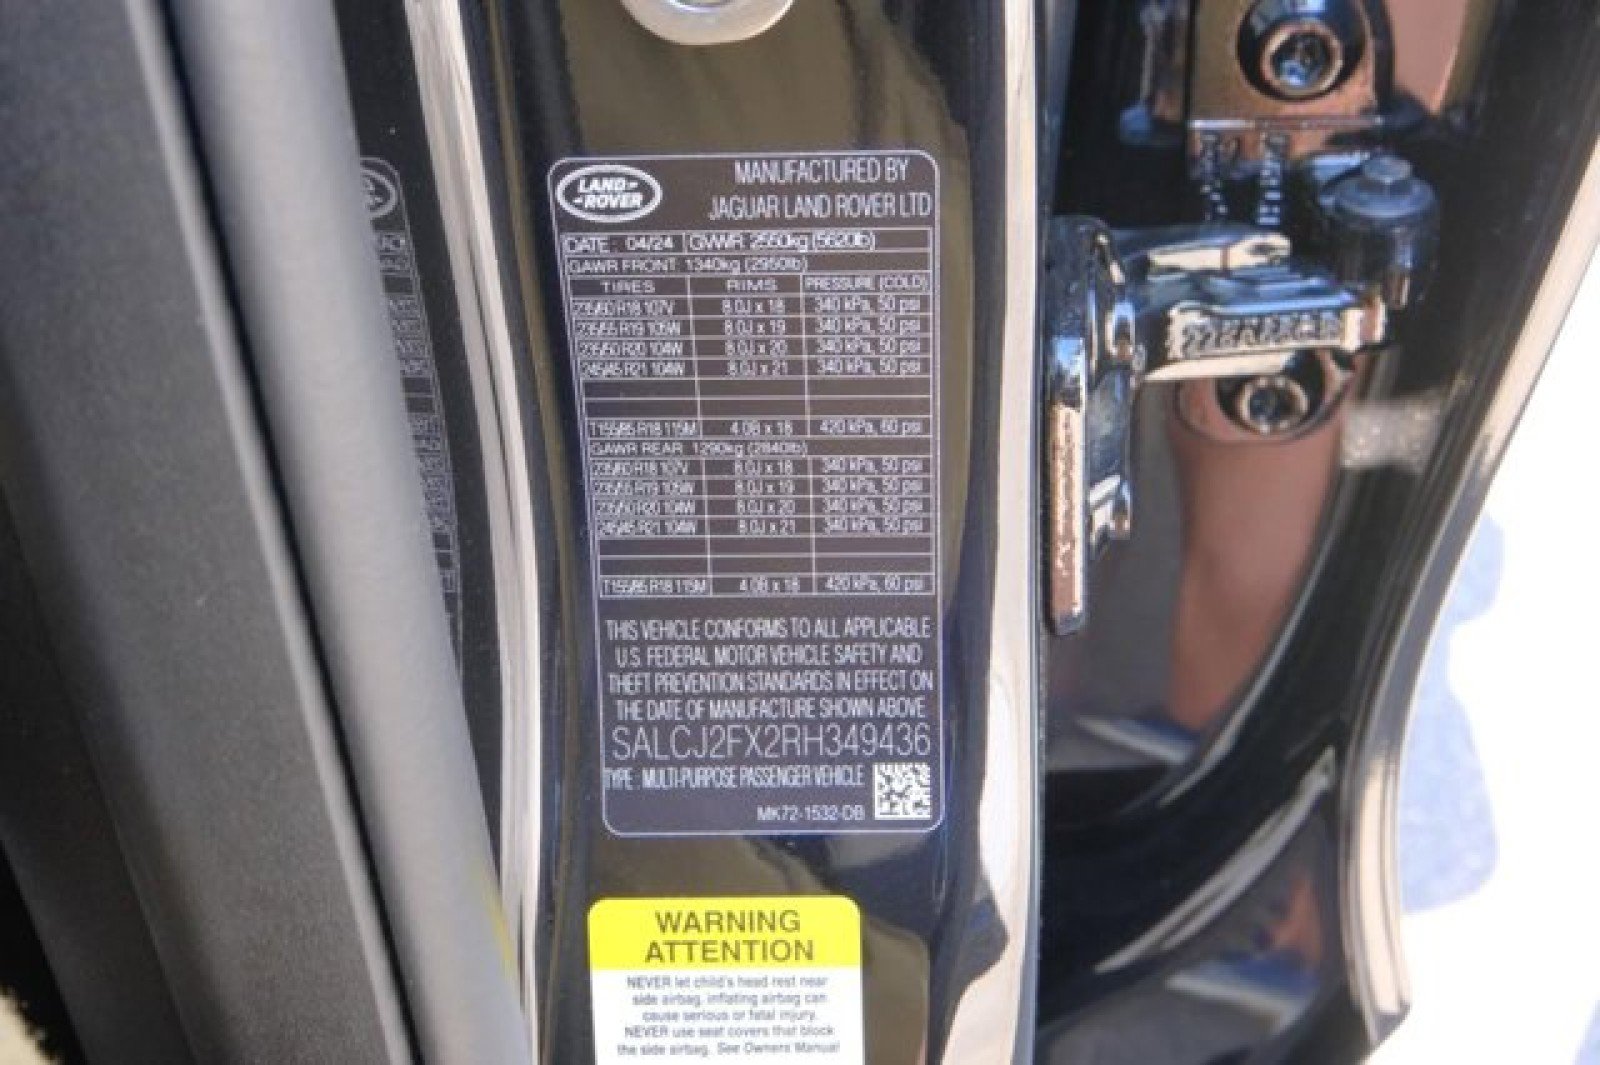 LAND-
-ROVER
MANUFACTURED BY
JAGUAR LAND ROVER LTD
DATE : 04/24 GVWR 2550kg (5620lb)
GAWR FRONT 1340kg (2950lb)
TIRES RIMS PRESSURE (COLD)
235/60 R18 107V 8.0J x 18 340 kPa, 50 psi
235/55 R19 105W 8.0J x 19 340 kPa, 50 psi
235/50 R20 104W 8.0J x 20 340 kPa, 50 psi
245/45 R21 104W 8.0J x 21 340 kPa, 50 psi
T155/85 R18 115M 4.0B x 18 420 kPa, 60 psi
GAWR REAR 1290kg (2840lb)
235/60 R18 107V 8.0J x 18 340 kPa, 50 psi
235/55 R19 105W 8.0J x 19 340 kPa, 50 psi
235/50 R20 104W 8.0J x 20 340 kPa, 50 psi
245/45 R21 104W 8.0J x 21 340 kPa, 50 psi
T155/85 R18 115M 4.0B x 18 420 kPa, 60 psi
THIS VEHICLE CONFORMS TO ALL APPLICABLE
U.S. FEDERAL MOTOR VEHICLE SAFETY AND
THEFT PREVENTION STANDARDS IN EFFECT ON
THE DATE OF MANUFACTURE SHOWN ABOVE
SALCJ2FX2RH349436
TYPE : MULTI-PURPOSE PASSENGER VEHICLE
MK72-1532-DB
WARNING
ATTENTION
NEVER let child's head rest near
side airbag, inflating airbag can
cause serious or fatal injury.
NEVER use seat covers that block
the side airbag. See Owners Manual